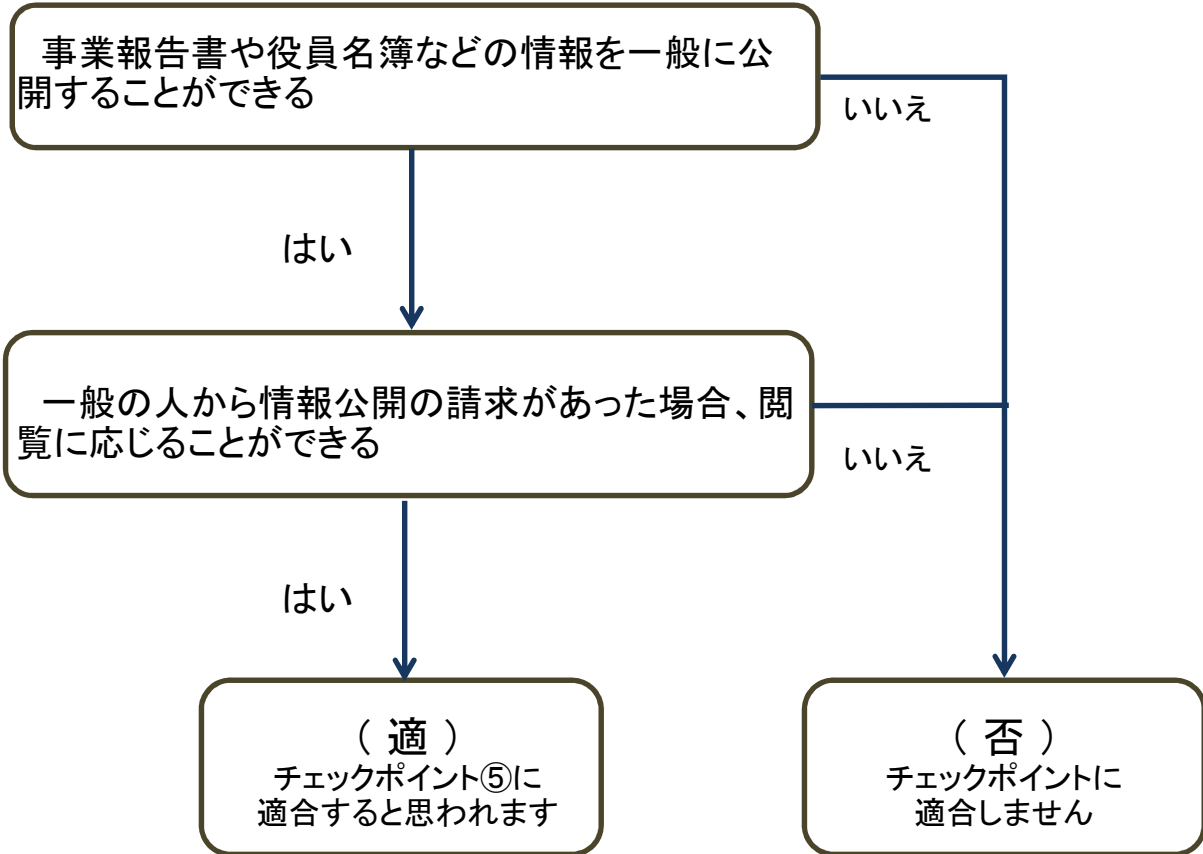 事業報告書や役員名簿などの情報を一般に公
開することができる
いいえ
はい
一般の人から情報公開の請求があった場合、閲
覧に応じることができる
いいえ
はい
（ 適 ）
チェックポイント⑤に
適合すると思われます
（ 否 ）
チェックポイントに
適合しません